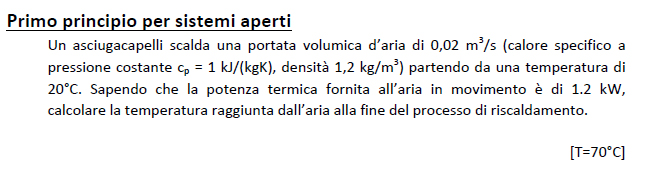 Primo principio per sistemi aperti
Un asciugacapelli scalda una portata volumica d'aria di 0,02 m³/s (calore specifico a
pressione costante cₚ = 1 kJ/(kgK), densità 1,2 kg/m³) partendo da una temperatura di
20°C. Sapendo che la potenza termica fornita all'aria in movimento è di 1.2 kW,
calcolare la temperatura raggiunta dall'aria alla fine del processo di riscaldamento.
[T=70°C]